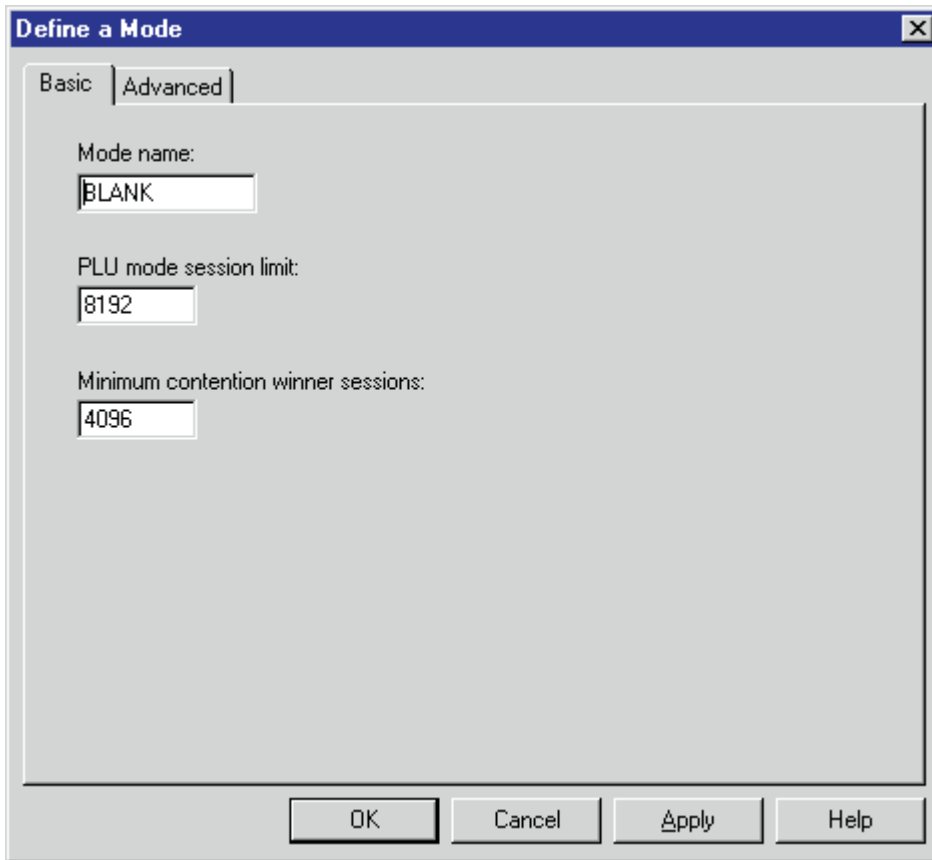 Define a Mode
Basic
Advanced
Mode name:
BLANK
PLU mode session limit:
8192
Minimum contention winner sessions:
4096
OK
Cancel
Apply
Help